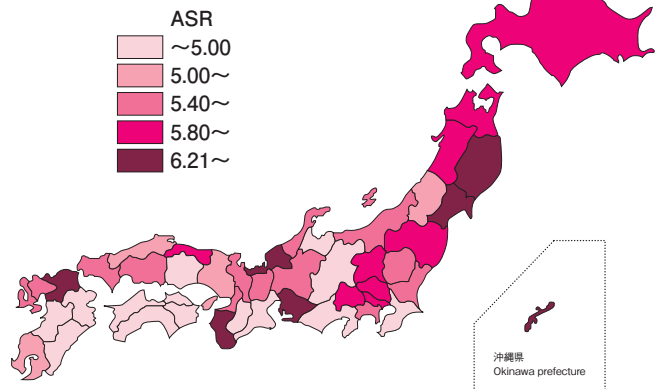 ASR
～5.00
5.00～
5.40～
5.80～
6.21～
沖縄県
Okinawa prefecture